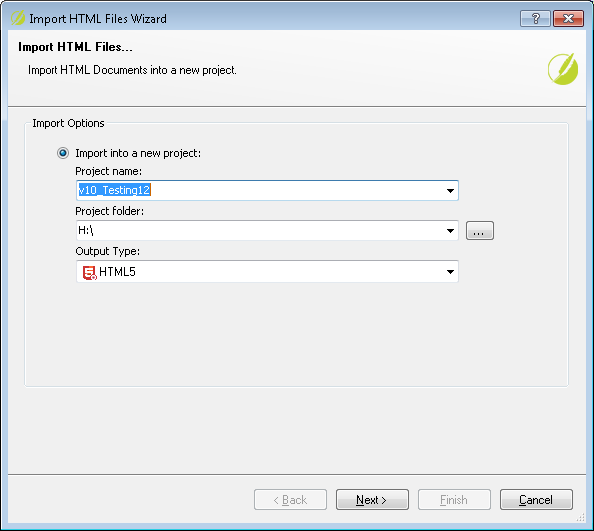 Import HTML Files Wizard
?
Import HTML Files...
Import HTML Documents into a new project.
Import Options
Import into a new project:
Project name:
v10_Testing12
Project folder:
H:\
...
Output Type:
HTML5
< Back
Next >
Finish
Cancel